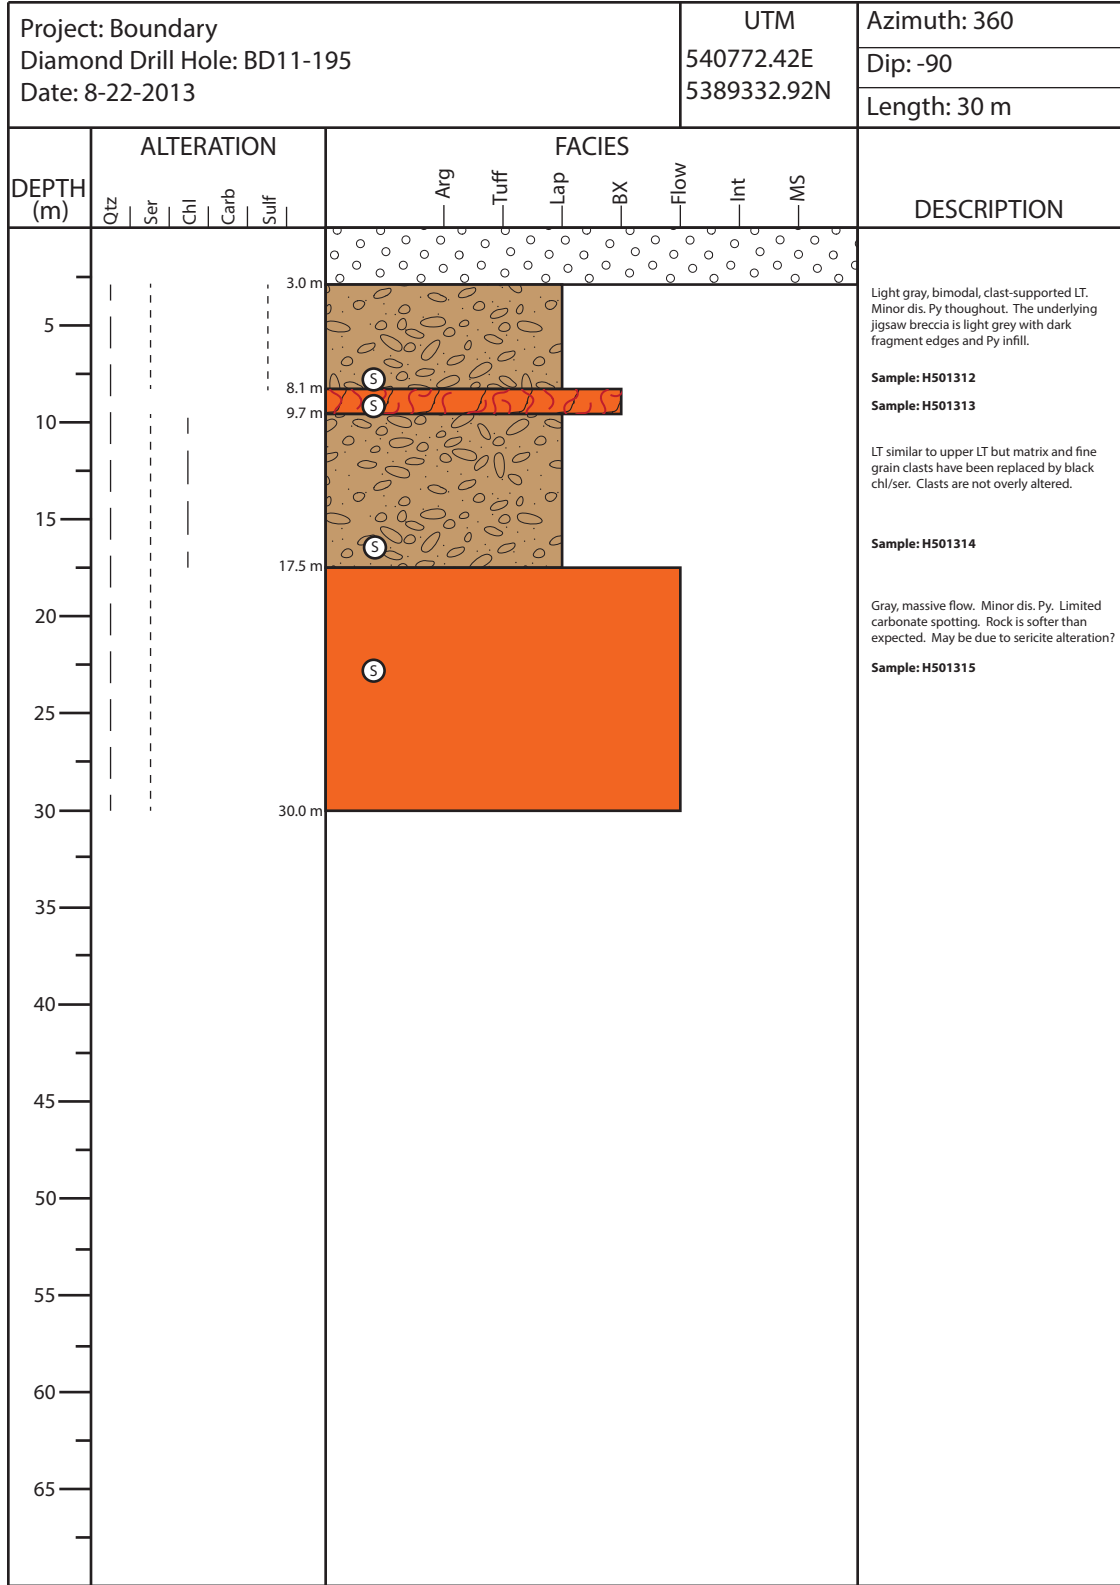 Project: Boundary
Diamond Drill Hole: BD11-195
Date: 8-22-2013
UTM
540772.42E
5389332.92N
Azimuth: 360
Dip: -90
Length: 30 m
DEPTH
(m)
ALTERATION
Qtz
Ser
Chl
Carb
Sulf
FACIES
Arg
Tuff
Lap
BX
Flow
Int
MS
DESCRIPTION
3.0 m
Light gray, bimodal, clast-supported LT.
Minor dis. Py thoughout. The underlying
jigsaw breccia is light grey with dark
fragment edges and Py infill.
5
S
Sample: H501312
8.1 m
S
Sample: H501313
9.7 m
10
LT similar to upper LT but matrix and fine
grain clasts have been replaced by black
chl/ser. Clasts are not overly altered.
15
S
Sample: H501314
17.5 m
Gray, massive flow. Minor dis. Py. Limited
carbonate spotting. Rock is softer than
expected. May be due to sericite alteration?
20
S
Sample: H501315
25
30
30.0 m
35
40
45
50
55
60
65